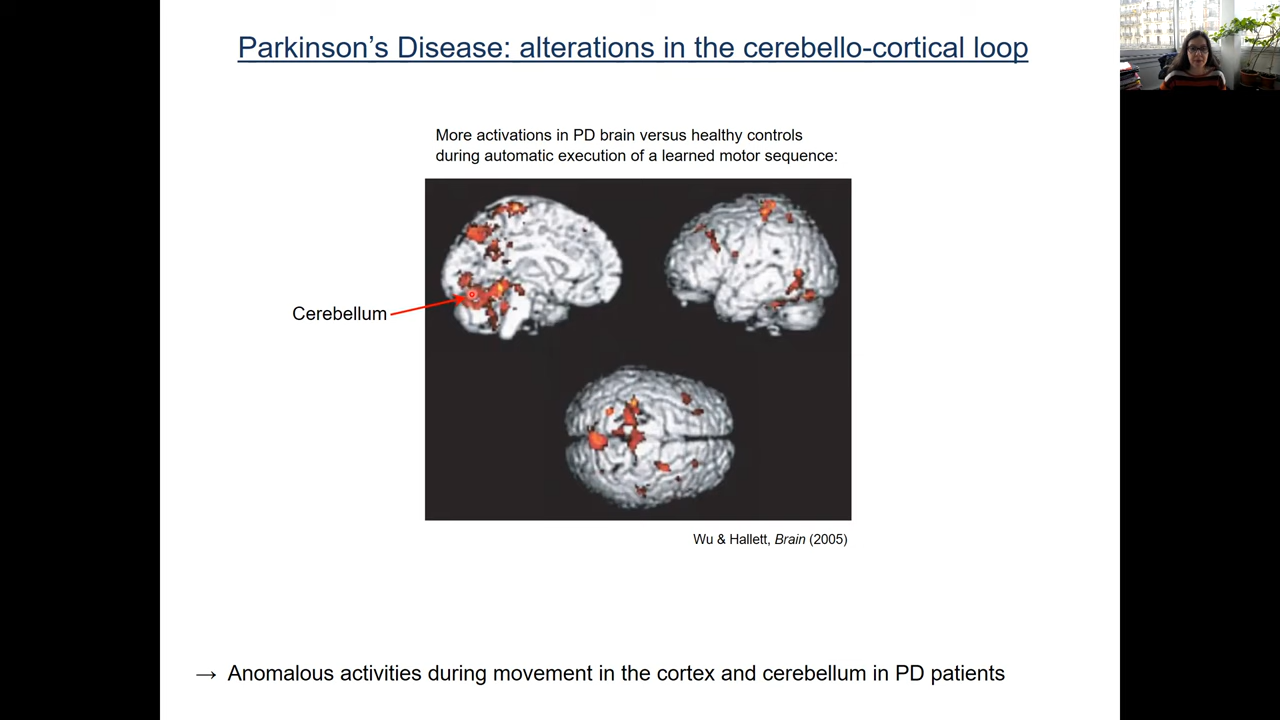 Parkinson's Disease: alterations in the cerebello-cortical loop
More activations in PD brain versus healthy controls
during automatic execution of a learned motor sequence:
Cerebellum
Wu & Hallett, Brain (2005)
→ Anomalous activities during movement in the cortex and cerebellum in PD patients